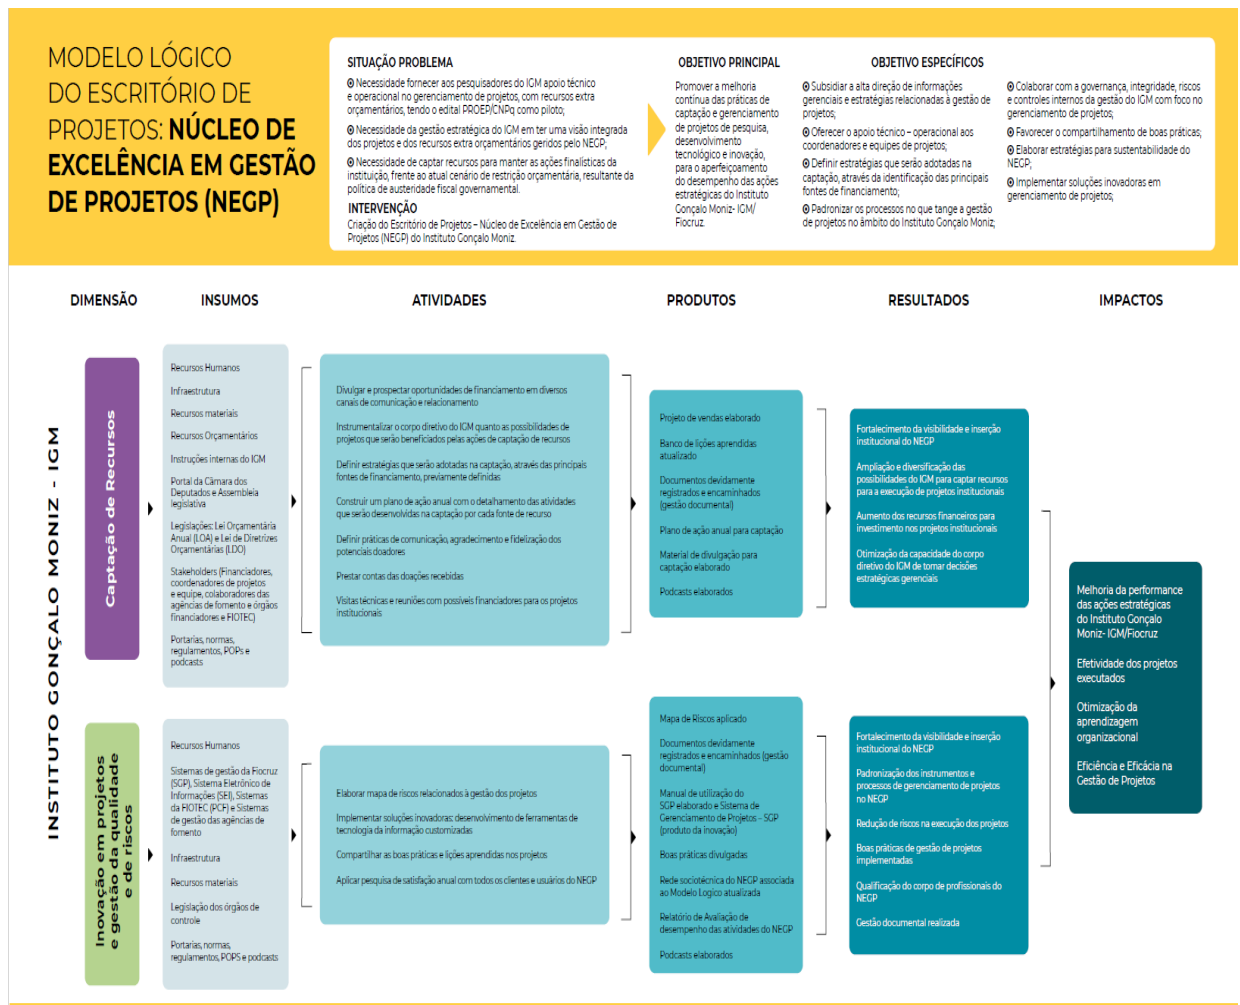 MODELO LÓGICO
DO ESCRITÓRIO DE
PROJETOS: NÚCLEO DE
EXCELÊNCIA EM GESTÃO
DE PROJETOS (NEGP)
SITUAÇÃO PROBLEMA
Necessidade fornecer aos pesquisadores do IGM apoio técnico
e operacional no gerenciamento de projetos, com recursos extra
orçamentários, tendo o edital PROEP/CNPq como piloto;
Necessidade da gestão estratégica do IGM em ter uma visão integrada
dos projetos e dos recursos extra orçamentários geridos pelo NEGP;
Necessidade de captar recursos para manter as ações finalísticas da
instituição, frente ao atual cenário de restrição orçamentária, resultante da
política de austeridade fiscal governamental.
INTERVENÇÃO
Criação do Escritório de Projetos – Núcleo de Excelência em Gestão de
Projetos (NEGP) do Instituto Gonçalo Moniz.
OBJETIVO PRINCIPAL
Promover a melhoria
contínua das práticas de
captação e gerenciamento
de projetos de pesquisa,
desenvolvimento
tecnológico e inovação,
para o aperfeiçoamento
do desempenho das ações
estratégicas do Instituto
Gonçalo Moniz- IGM/
Fiocruz.
OBJETIVO ESPECÍFICOS
Subsidiar a alta direção de informações
gerenciais e estratégias relacionadas à gestão de
projetos;
Oferecer o apoio técnico – operacional aos
coordenadores e equipes de projetos;
Definir estratégias que serão adotadas na
captação, através da identificação das principais
fontes de financiamento;
Padronizar os processos no que tange a gestão
de projetos no âmbito do Instituto Gonçalo Moniz;
Colaborar com a governança, integridade, riscos
e controles internos da gestão do IGM com foco no
gerenciamento de projetos;
Favorecer o compartilhamento de boas práticas;
Elaborar estratégias para sustentabilidade do
NEGP;
Implementar soluções inovadoras em
gerenciamento de projetos;
DIMENSÃO
INSUMOS
ATIVIDADES
PRODUTOS
RESULTADOS
IMPACTOS
INSTITUTO GONÇALO MONIZ - IGM
Captação de Recursos
Recursos Humanos
Infraestrutura
Recursos materiais
Recursos Orçamentários
Instruções internas do IGM
Portal da Câmara dos
Deputados e Assembleia
legislativa
Legislações: Lei Orçamentária
Anual (LOA) e Lei de Diretrizes
Orçamentárias (LDO)
Stakeholders (Financiadores,
coordenadores de projetos
e equipe, colaboradores das
agências de fomento e órgãos
financiadores e FIOTEC)
Portarias, normas,
regulamentos, POPs e
podcasts
Divulgar e prospectar oportunidades de financiamento em diversos
canais de comunicação e relacionamento
Instrumentalizar o corpo diretivo do IGM quanto as possibilidades de
projetos que serão beneficiados pelas ações de captação de recursos
Definir estratégias que serão adotadas na captação, através das principais
fontes de financiamento, previamente definidas
Construir um plano de ação anual com o detalhamento das atividades
que serão desenvolvidas na captação por cada fonte de recurso
Definir práticas de comunicação, agradecimento e fidelização dos
potenciais doadores
Prestar contas das doações recebidas
Visitas técnicas e reuniões com possíveis financiadores para os projetos
institucionais
Projeto de vendas elaborado
Banco de lições aprendidas
atualizado
Documentos devidamente
registrados e encaminhados
(gestão documental)
Plano de ação anual para captação
Material de divulgação para
captação elaborado
Podcasts elaborados
Fortalecimento da visibilidade e inserção
institucional do NEGP
Ampliação e diversificação das
possibilidades do IGM para captar recursos
para a execução de projetos institucionais
Aumento dos recursos financeiros para
investimento nos projetos institucionais
Otimização da capacidade do corpo
diretivo do IGM de tomar decisões
estratégicas gerenciais
Melhoria da performance
das ações estratégicas
do Instituto Gonçalo
Moniz- IGM/Fiocruz
Efetividade dos projetos
executados
Otimização da
aprendizagem
organizacional
Eficiência e Eficácia na
Gestão de Projetos
Inovação em projetos
e gestão da qualidade
e de riscos
Recursos Humanos
Sistemas de gestão da Fiocruz
(SGP), Sistema Eletrônico de
Informações (SEI), Sistemas
da FIOTEC (PCF) e Sistemas
de gestão das agências de
fomento
Infraestrutura
Recursos materiais
Legislação dos órgãos de
controle
Portarias, normas,
regulamentos, POPS e podcasts
Elaborar mapa de riscos relacionados à gestão dos projetos
Implementar soluções inovadoras: desenvolvimento de ferramentas de
tecnologia da informação customizadas
Compartilhar as boas práticas e lições aprendidas nos projetos
Aplicar pesquisa de satisfação anual com todos os clientes e usuários do NEGP
Mapa de Riscos aplicado
Documentos devidamente
registrados e encaminhados (gestão
documental)
Manual de utilização do
SGP elaborado e Sistema de
Gerenciamento de Projetos – SGP
(produto da inovação)
Boas práticas divulgadas
Rede sociotécnica do NEGP associada
ao Modelo Logico atualizada
Relatório de Avaliação de
desempenho das atividades do NEGP
Podcasts elaborados
Fortalecimento da visibilidade e inserção
institucional do NEGP
Padronização dos instrumentos e
processos de gerenciamento de projetos
no NEGP
Redução de riscos na execução dos projetos
Boas práticas de gestão de projetos
implementadas
Qualificação do corpo de profissionais do
NEGP
Gestão documental realizada